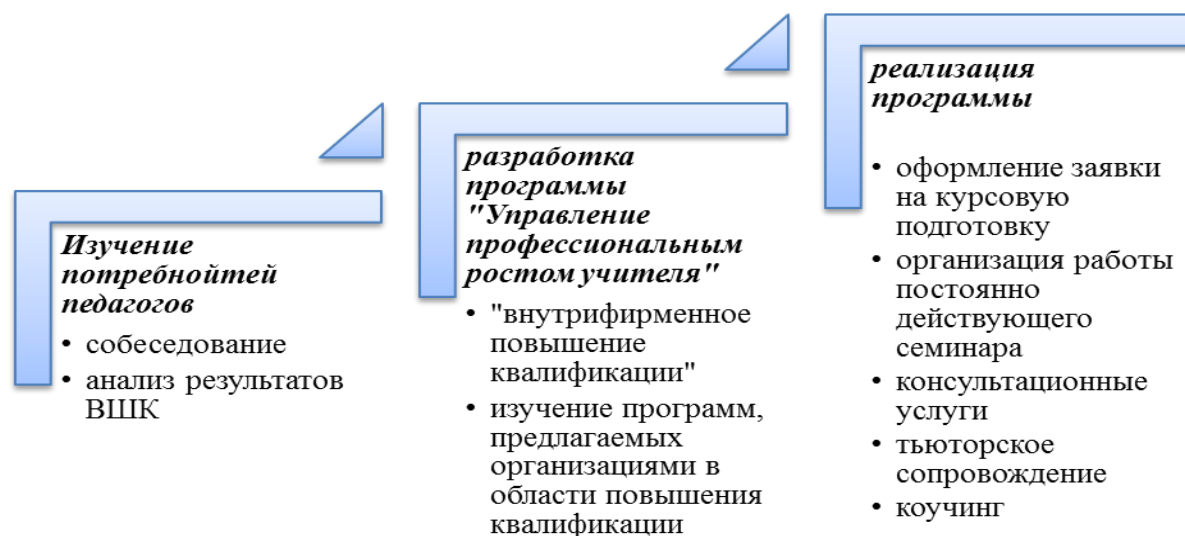 Изучение
потребнойтей
педагогов
• собеседование
• анализ результатов
ВШК
разработка
программы
"Управление
профессиональным
ростом учителя"
• "внутрифирменное
повышение
квалификации"
• изучение программ,
предлагаемых
организациями в
области повышения
квалификации
реализация
программы
• оформление заявки
на курсовую
подготовку
• организация работы
постоянно
действующего
семинара
• консультационные
услуги
• тьюторское
сопровождение
• коучинг